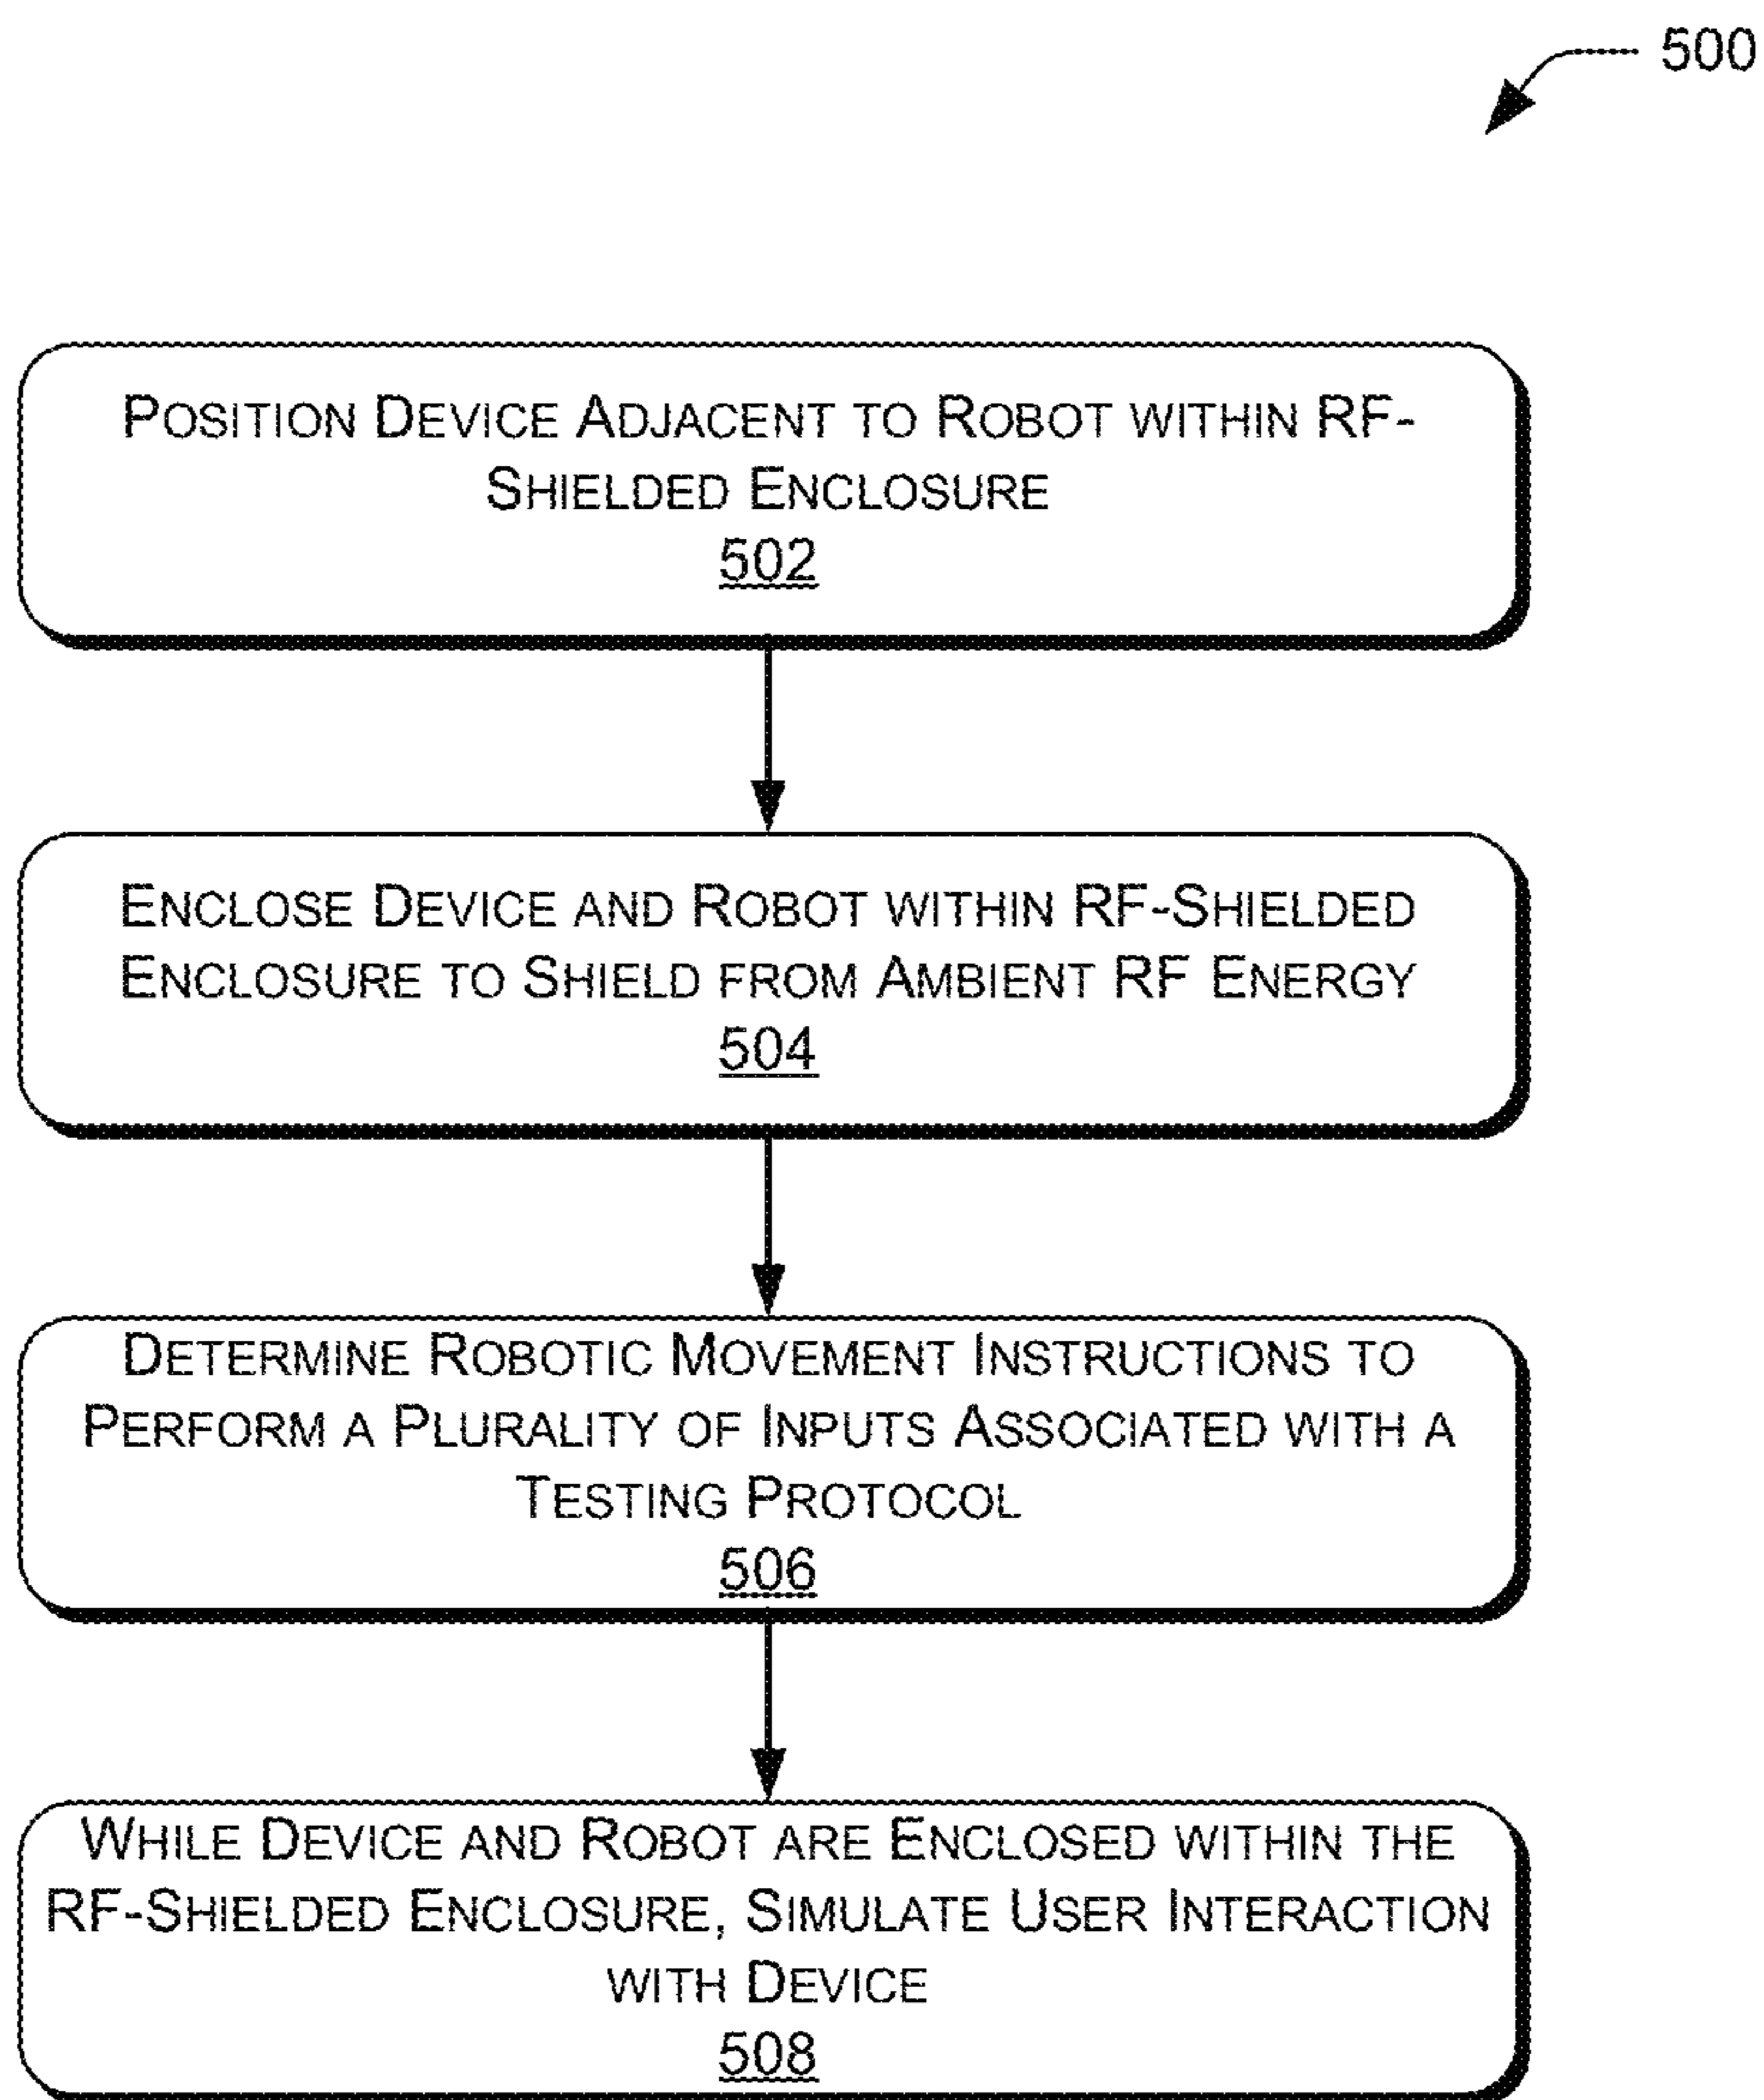 500
POSITION DEVICE ADJACENT TO ROBOT WITHIN RF-
SHIELDED ENCLOSURE
502
ENCLOSE DEVICE AND ROBOT WITHIN RF-SHIELDED
ENCLOSURE TO SHIELD FROM AMBIENT RF ENERGY
504
DETERMINE ROBOTIC MOVEMENT INSTRUCTIONS TO
PERFORM A PLURALITY OF INPUTS ASSOCIATED WITH A
TESTING PROTOCOL
506
WHILE DEVICE AND ROBOT ARE ENCLOSED WITHIN THE
RF-SHIELDED ENCLOSURE, SIMULATE USER INTERACTION
WITH DEVICE
508